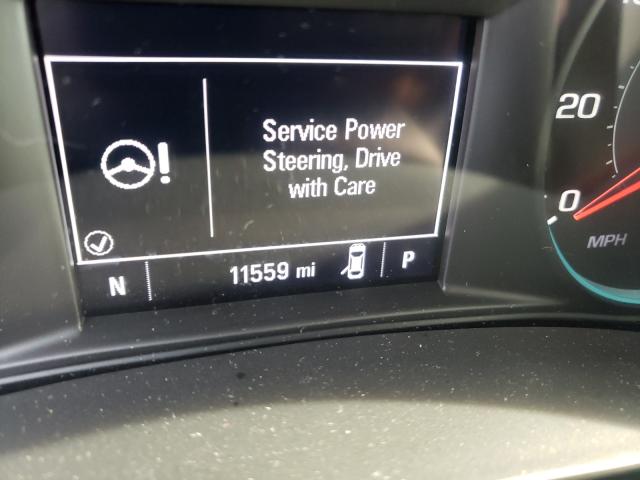 Service Power
Steering, Drive
with Care
N
11559 mi
P
20
0
MPH